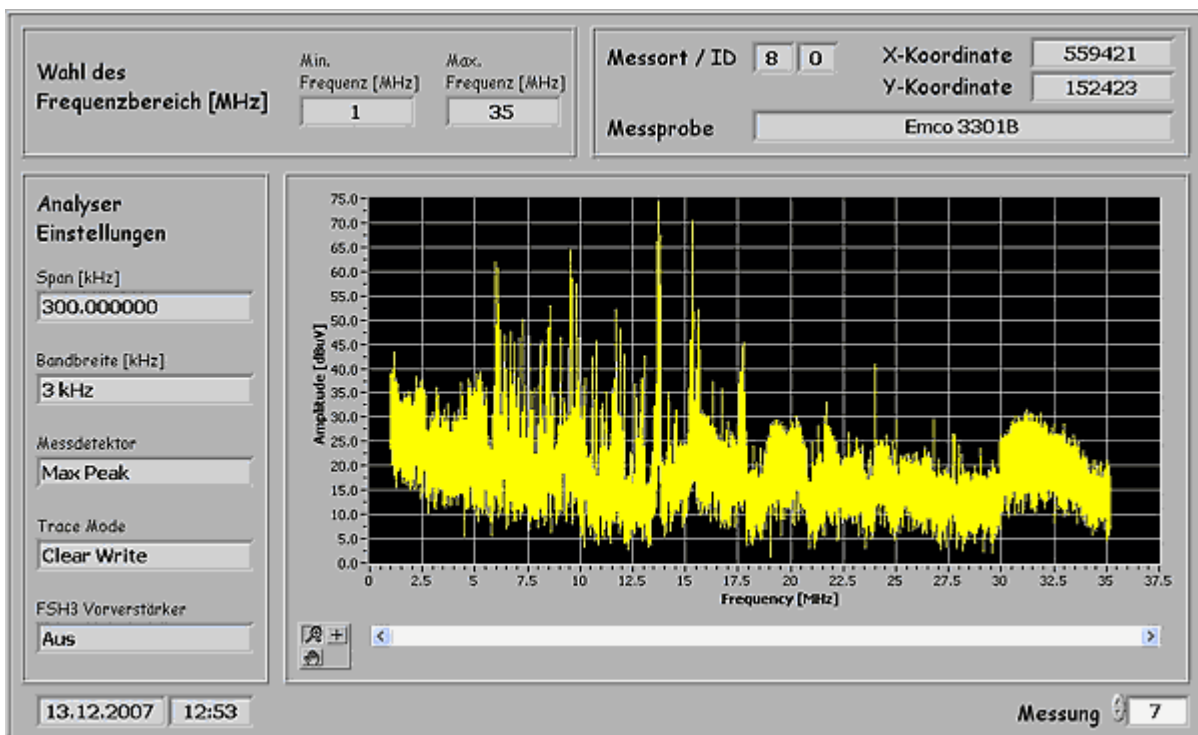 Wahl des
Frequenzbereich [MHz]
Min.
Frequenz [MHz]
1
Max.
Frequenz [MHz]
35
Messort / ID 8 0
X-Koordinate 559421
Y-Koordinate 152423
Messprobe Emco 3301B
Analyser
Einstellungen
Span [kHz]
300.000000
Bandbreite [kHz]
3 kHz
Messdetektor
Max Peak
Trace Mode
Clear Write
FSH3 Vorverstärker
Aus
Amplitude [dBuV]
75.0
70.0
65.0
60.0
55.0
50.0
45.0
40.0
35.0
30.0
25.0
20.0
15.0
10.0
5.0
0.0
0 2.5 5 7.5 10 12.5 15 17.5 20 22.5 25 27.5 30 32.5 35 37.5
Frequency [MHz]
13.12.2007 12:53
Messung 7